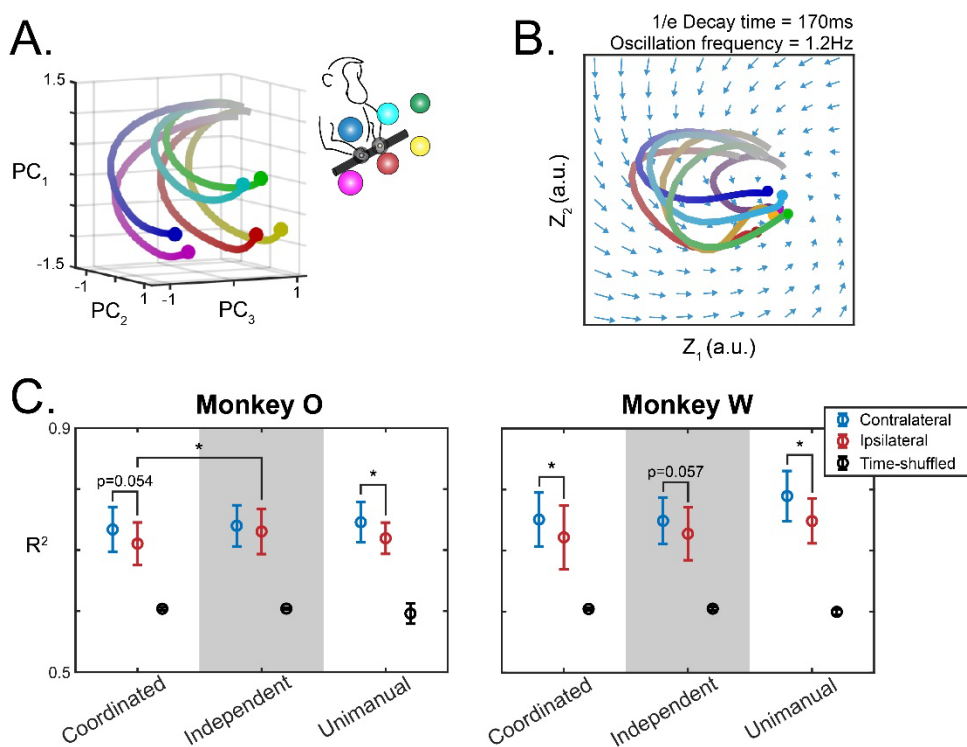 A.
1.5
PC1
-1.5
-1
PC2
1
-1
PC3
1
B.
1/e Decay time = 170ms
Oscillation frequency = 1.2Hz
Z2 (a.u.)
Z1 (a.u.)
C.
Monkey O
0.9
R2
0.5
p=0.054
*
*
Coordinated
Independent
Unimanual
Monkey W
*
p=0.057
*
Coordinated
Independent
Unimanual
Contralateral
Ipsilateral
Time-shuffled